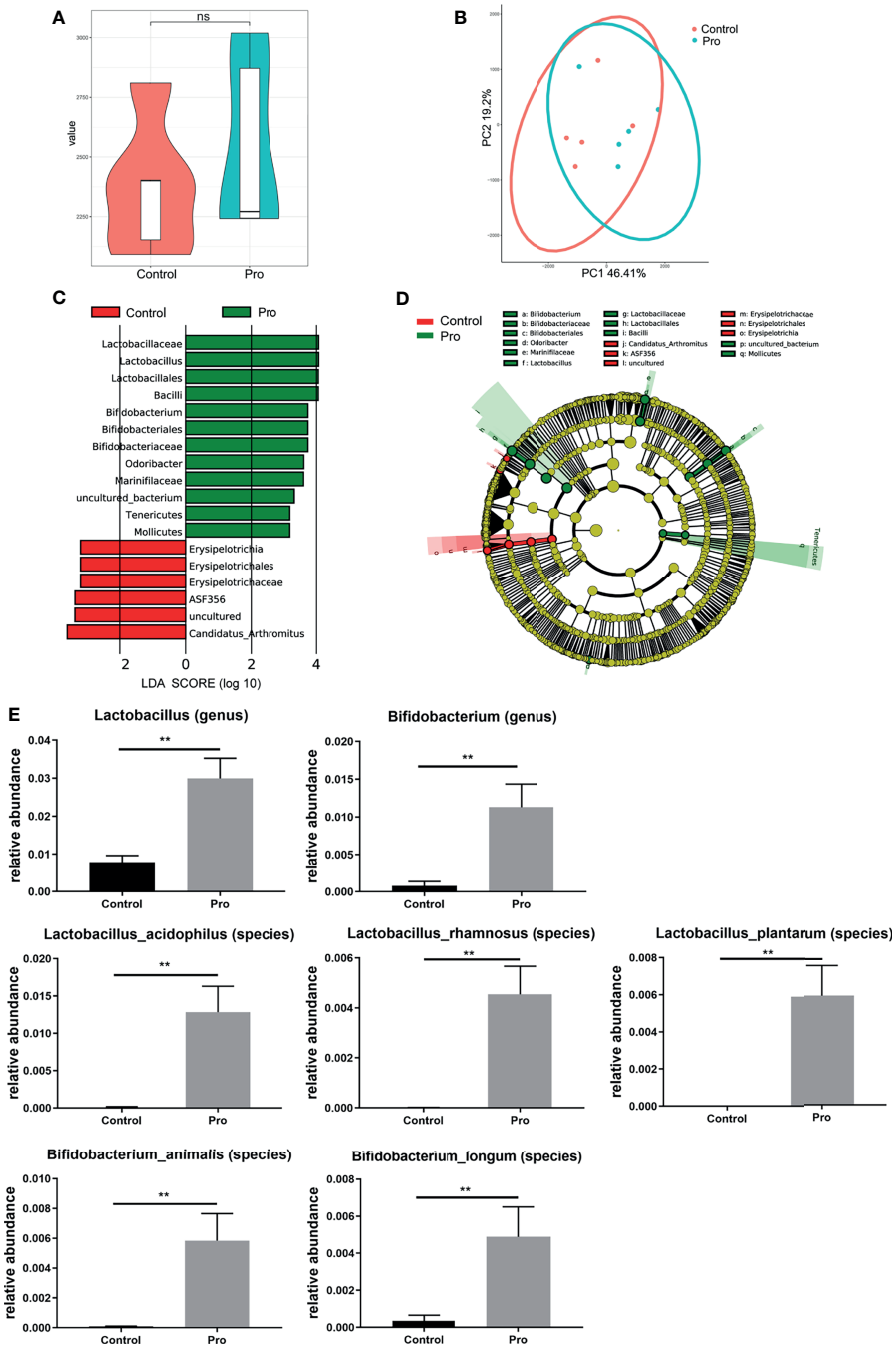 A
ns
3000
2750
2500
2250
value
Control
Pro
B
Control
Pro
2000
1000
0
-1000
-2000
PC2 19.2%
-2000
0
2000
PC1 46.41%
C
Control
Pro
Lactobacillaceae
Lactobacillus
Lactobacillales
Bacilli
Bifidobacterium
Bifidobacteriales
Bifidobacteriaceae
Odoribacter
Marinifilaceae
uncultured_bacterium
Tenericutes
Mollicutes
Erysipelotrichia
Erysipelotrichales
Erysipelotrichaceae
ASF356
uncultured
Candidatus_Arthromitus
2
0
2
4
LDA SCORE (log 10)
D
Control
Pro
a: Bifidobacterium
b: Bifidobacteriaceae
c: Bifidobacteriales
d: Odoribacter
e: Marinifilaceae
f: Lactobacillus
g: Lactobacillaceae
h: Lactobacillales
i: Bacilli
j: Candidatus_Arthromitus
k: ASF356
l: uncultured
m: Erysipelotrichaceae
n: Erysipelotrichales
o: Erysipelotrichia
p: uncultured_bacterium
q: Mollicutes
Tenericutes
q
E
Lactobacillus (genus)
relative abundance
0.04
0.03
0.02
0.01
0.00
**
Control
Pro
Bifidobacterium (genus)
relative abundance
0.020
0.015
0.010
0.005
0.000
**
Control
Pro
Lactobacillus_acidophilus (species)
relative abundance
0.020
0.015
0.010
0.005
0.000
**
Control
Pro
Lactobacillus_rhamnosus (species)
relative abundance
0.006
0.004
0.002
0.000
**
Control
Pro
Lactobacillus_plantarum (species)
relative abundance
0.008
0.006
0.004
0.002
0.000
**
Control
Pro
Bifidobacterium_animalis (species)
relative abundance
0.010
0.008
0.006
0.004
0.002
0.000
**
Control
Pro
Bifidobacterium_longum (species)
relative abundance
0.008
0.006
0.004
0.002
0.000
**
Control
Pro